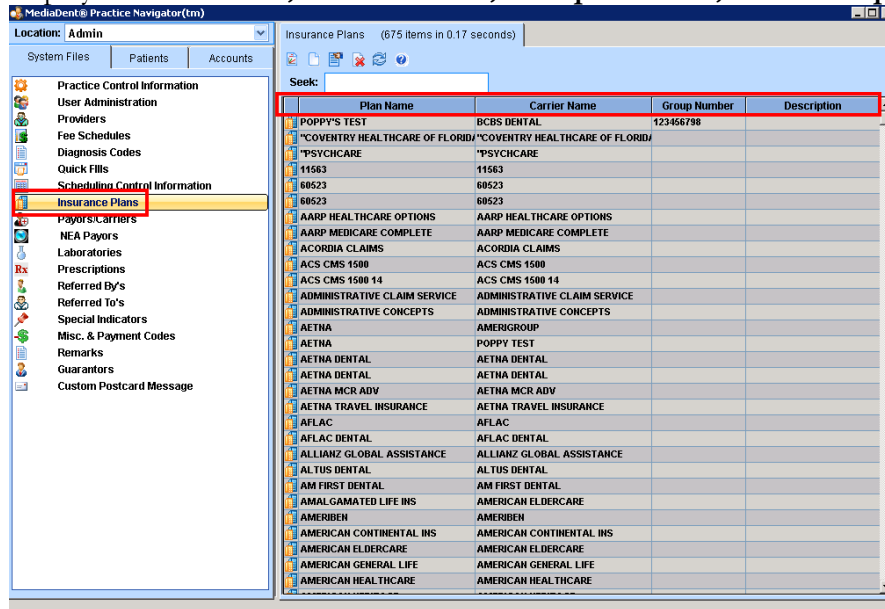 MediaDent® Practice Navigator(tm)
Location: Admin
System Files Patients Accounts
Practice Control Information
User Administration
Providers
Fee Schedules
Diagnosis Codes
Quick Fills
Scheduling Control Information
Insurance Plans
Payors/Carriers
NEA Payors
Laboratories
Rx Prescriptions
Referred By's
Referred To's
Special Indicators
Misc. & Payment Codes
Remarks
Guarantors
Custom Postcard Message
Insurance Plans (675 items in 0.17 seconds)
Seek:
Plan Name Carrier Name Group Number Description
POPPY'S TEST BCBS DENTAL 123456798
"COVENTRY HEALTHCARE OF FLORIDA "COVENTRY HEALTHCARE OF FLORIDA
"PSYCHCARE "PSYCHCARE
11563 11563
60523 60523
60523 60523
AARP HEALTHCARE OPTIONS AARP HEALTHCARE OPTIONS
AARP MEDICARE COMPLETE AARP MEDICARE COMPLETE
ACORDIA CLAIMS ACORDIA CLAIMS
ACS CMS 1500 ACS CMS 1500
ACS CMS 1500 14 ACS CMS 1500 14
ADMINISTRATIVE CLAIM SERVICE ADMINISTRATIVE CLAIM SERVICE
ADMINISTRATIVE CONCEPTS ADMINISTRATIVE CONCEPTS
AETNA AMERIGROUP
AETNA POPPY TEST
AETNA DENTAL AETNA DENTAL
AETNA DENTAL AETNA DENTAL
AETNA MCR ADV AETNA MCR ADV
AETNA TRAVEL INSURANCE AETNA TRAVEL INSURANCE
AFLAC AFLAC
AFLAC DENTAL AFLAC DENTAL
ALLIANZ GLOBAL ASSISTANCE ALLIANZ GLOBAL ASSISTANCE
ALTUS DENTAL ALTUS DENTAL
AM FIRST DENTAL AM FIRST DENTAL
AMALGAMATED LIFE INS AMERICAN ELDERCARE
AMERIBEN AMERIBEN
AMERICAN CONTINENTAL INS AMERICAN CONTINENTAL INS
AMERICAN ELDERCARE AMERICAN ELDERCARE
AMERICAN GENERAL LIFE AMERICAN GENERAL LIFE
AMERICAN HEALTHCARE AMERICAN HEALTHCARE